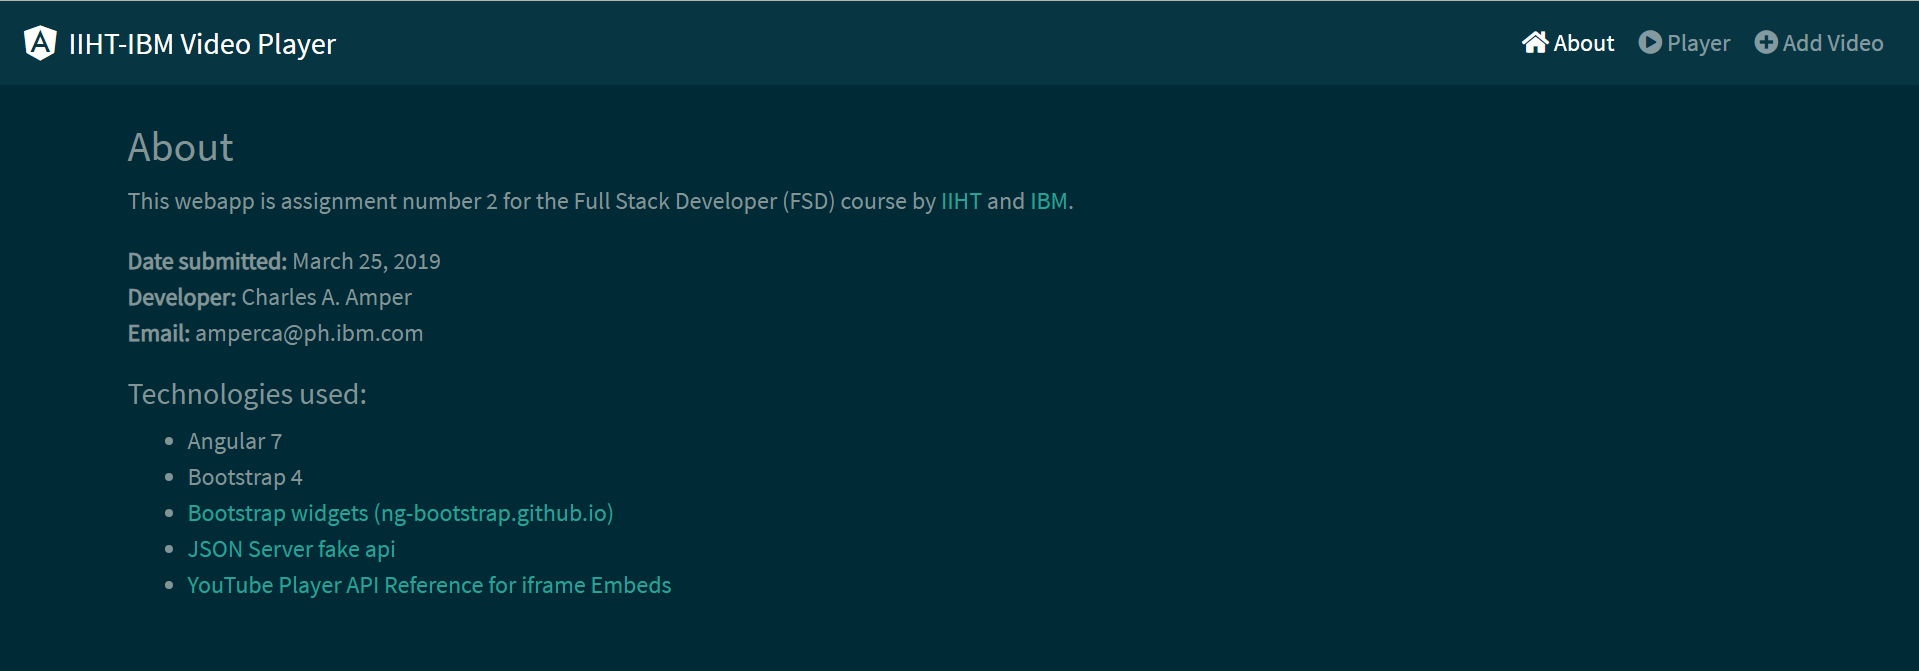 IIHT-IBM Video Player
About
Player
Add Video
About
This webapp is assignment number 2 for the Full Stack Developer (FSD) course by IIHT and IBM.
Date submitted: March 25, 2019
Developer: Charles A. Amper
Email: amperca@ph.ibm.com
Technologies used:
Angular 7
Bootstrap 4
Bootstrap widgets (ng-bootstrap.github.io)
JSON Server fake api
YouTube Player API Reference for iframe Embeds